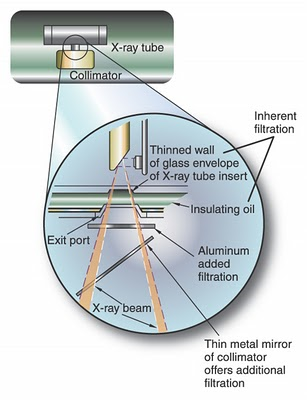 X-ray tube
Collimator
Inherent
filtration
Thinned wall
of glass envelope
of X-ray tube insert
Insulating oil
Exit port
Aluminum
added
filtration
X-ray beam
Thin metal mirror
of collimator
offers additional
filtration